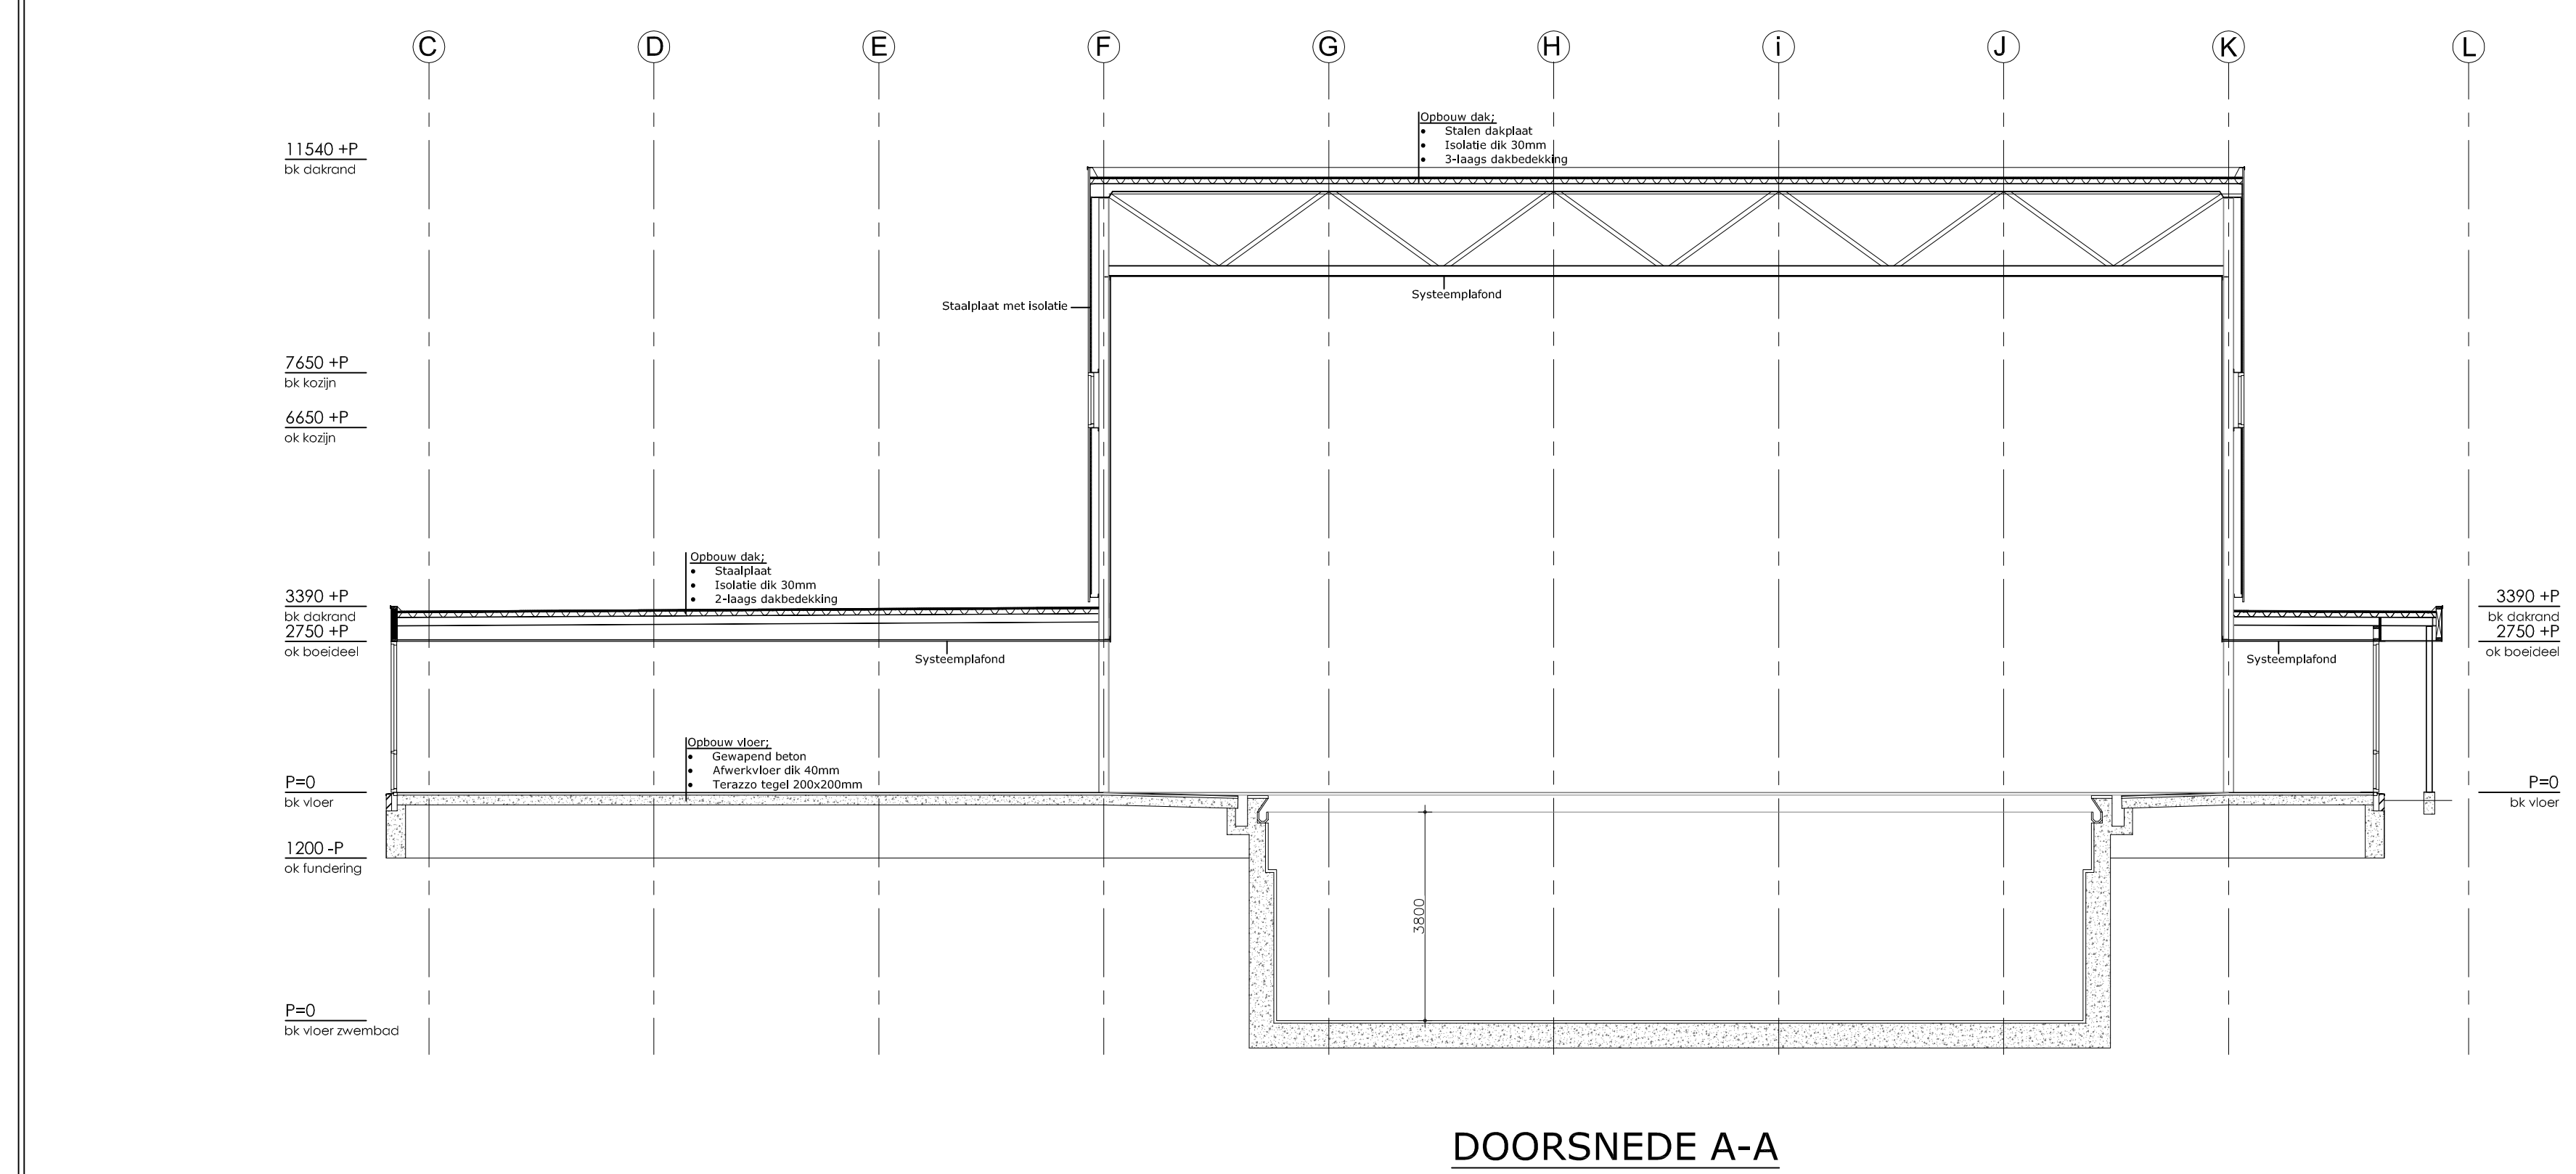 C D E F G H i J K L
Opbouw dak;
• Stalen dakplaat
• Isolatie dik 30mm
• 3-laags dakbedekking
11540 +P
bk dakrand
Systeemplafond
Staalplaat met isolatie
7650 +P
bk kozijn
6650 +P
ok kozijn
Opbouw dak;
• Staalplaat
• Isolatie dik 30mm
• 2-laags dakbedekking
3390 +P
bk dakrand
2750 +P
ok boeideel
Systeemplafond
3390 +P
bk dakrand
2750 +P
ok boeideel
Systeemplafond
Opbouw vloer;
• Gewapend beton
• Afwerkvloer dik 40mm
• Terazzo tegel 200x200mm
P=0
bk vloer
P=0
bk vloer
1200 -P
ok fundering
3800
P=0
bk vloer zwembad
DOORSNEDE A-A